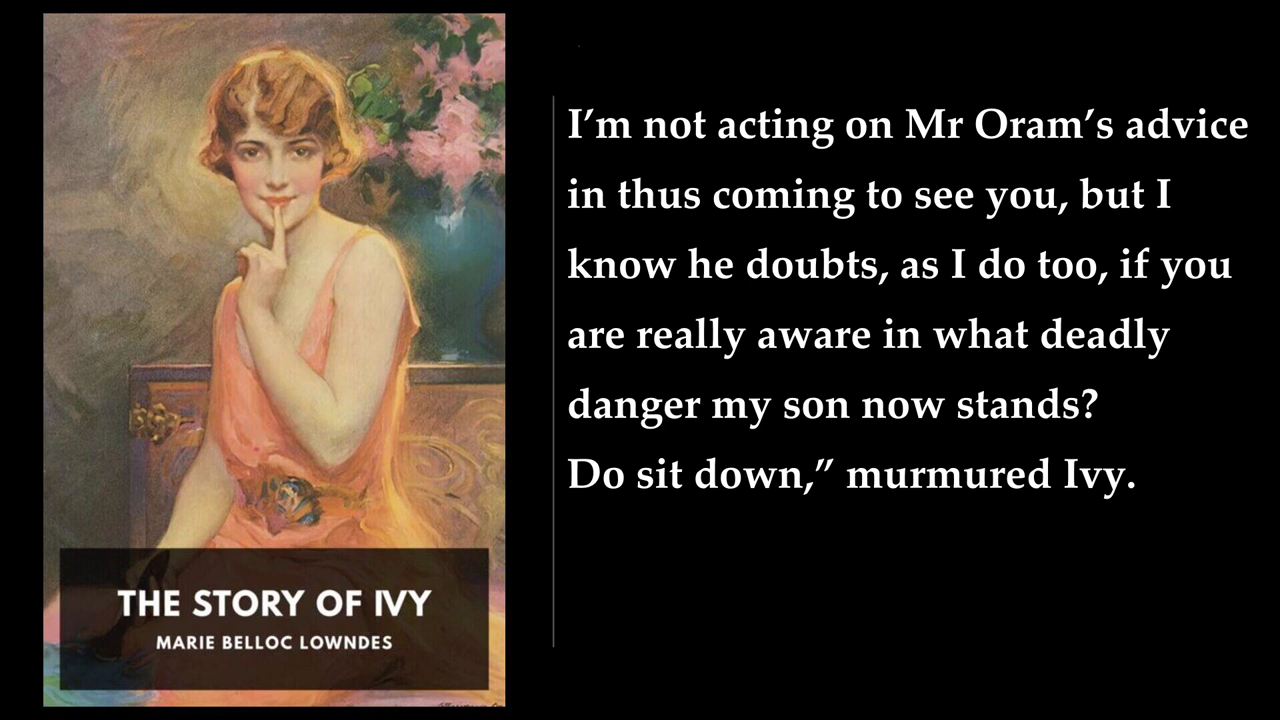 THE STORY OF IVY
MARIE BELLOC LOWNDES
I’m not acting on Mr Oram’s advice
in thus coming to see you, but I
know he doubts, as I do too, if you
are really aware in what deadly
danger my son now stands?
Do sit down,” murmured Ivy.